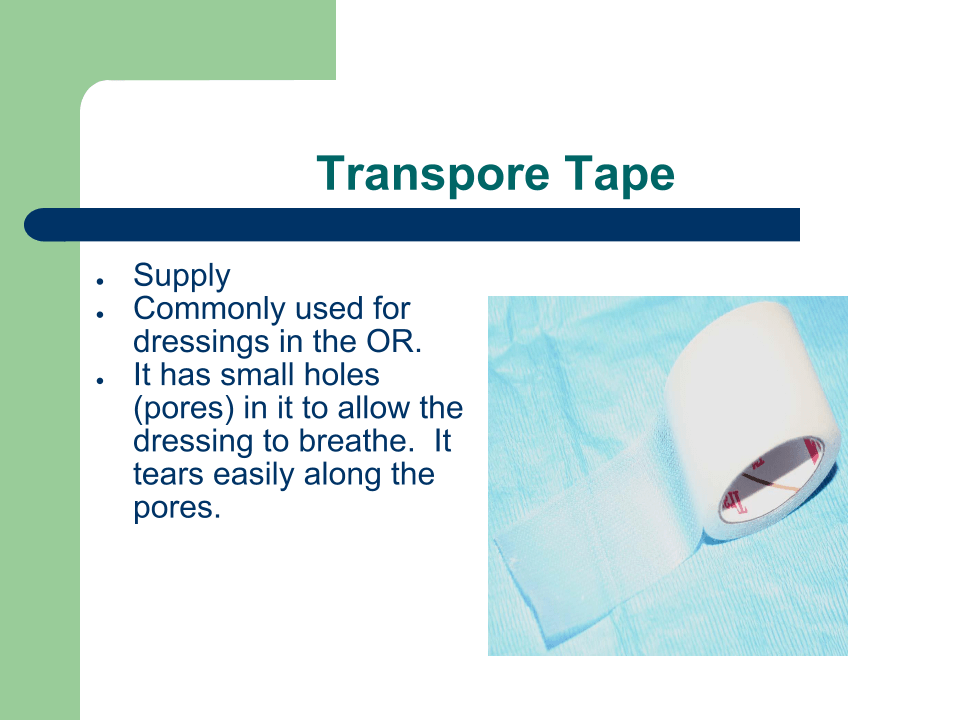 Transpore Tape
● Supply
● Commonly used for
dressings in the OR.
● It has small holes
(pores) in it to allow the
dressing to breathe.  It
tears easily along the
pores.